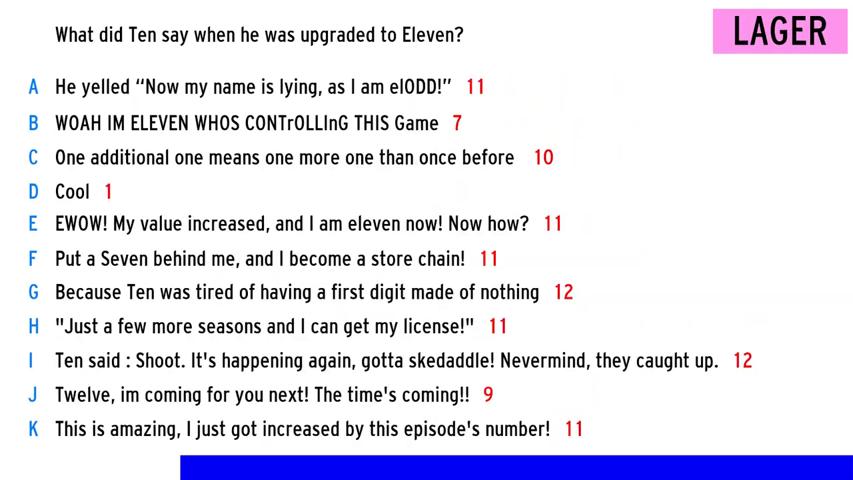 What did Ten say when he was upgraded to Eleven?
LAGER
A He yelled “Now my name is lying, as I am elODD!” 11
B WOAH IM ELEVEN WHOS CONTrOLLInG THIS Game 7
C One additional one means one more one than once before 10
D Cool 1
E EWOW! My value increased, and I am eleven now! Now how? 11
F Put a Seven behind me, and I become a store chain! 11
G Because Ten was tired of having a first digit made of nothing 12
H "Just a few more seasons and I can get my license!" 11
I Ten said : Shoot. It's happening again, gotta skedaddle! Nevermind, they caught up. 12
J Twelve, im coming for you next! The time's coming!! 9
K This is amazing, I just got increased by this episode's number! 11